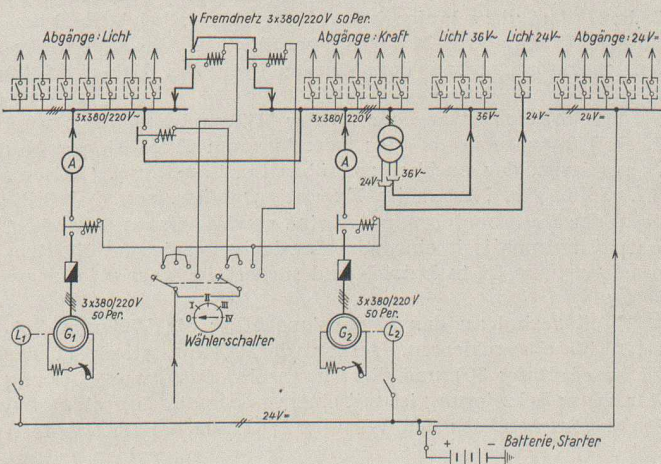 Fremdnetz 3x380/220V 50 Per.
Abgänge: Licht
Abgänge: Kraft
Licht 36V~
Licht 24V~
Abgänge: 24V=
3x380/220V~
3x380/220V
36V~
24V~
24V=
A
A
24V~
36V~
3x380/220V
50 Per.
3x380/220V
50 Per.
L1
G1
0
I
II
III
IV
Wählerschalter
G2
L2
24V=
+
-
Batterie, Starter